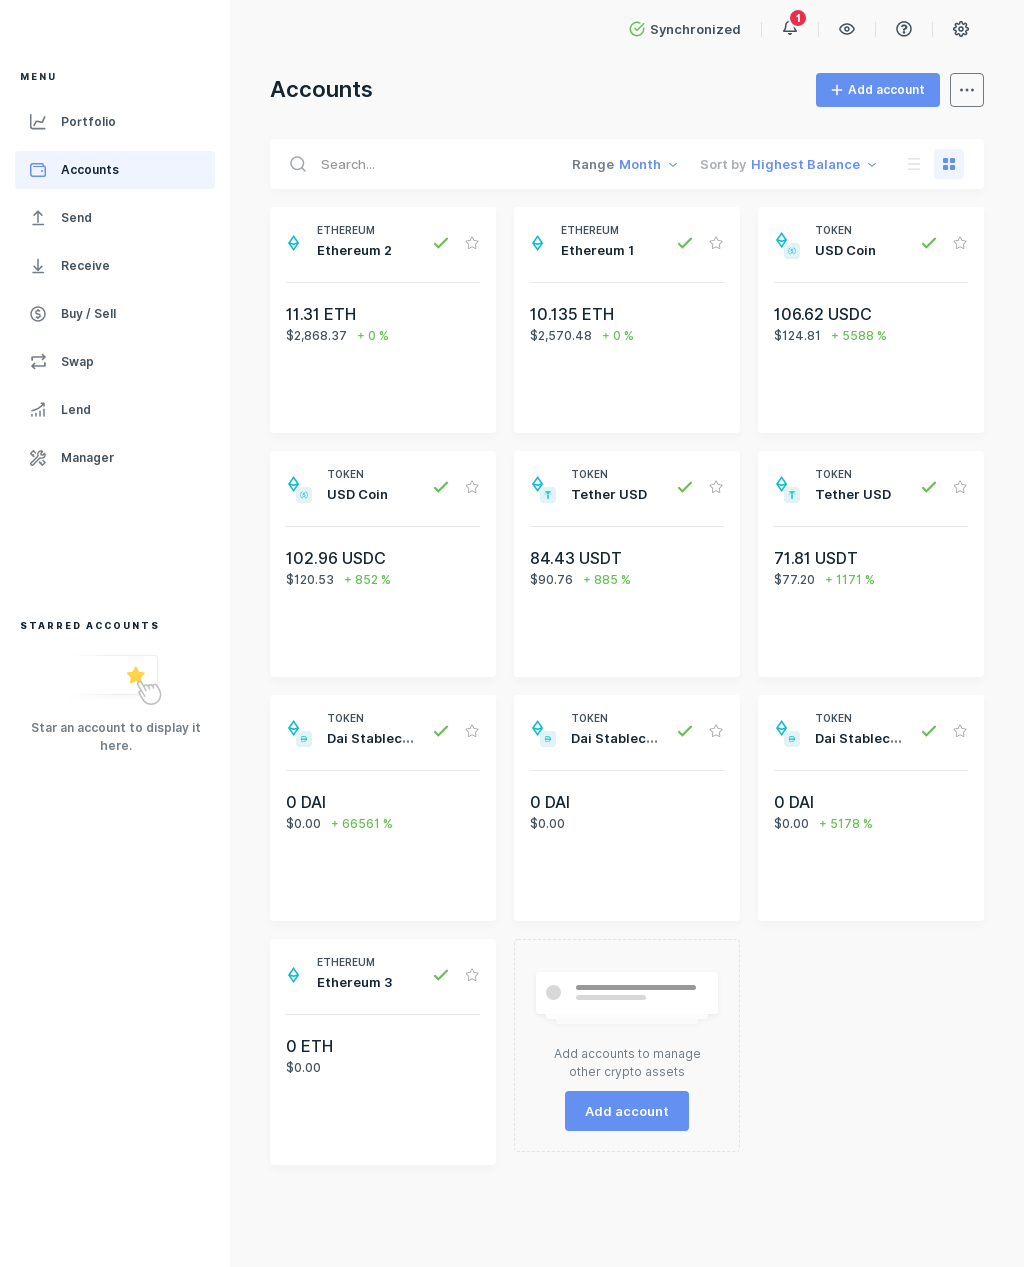 Synchronized
1
MENU
Portfolio
Accounts
Send
Receive
Buy / Sell
Swap
Lend
Manager
STARRED ACCOUNTS
Star an account to display it
here.
Accounts
+ Add account
Search...
Range Month
Sort by Highest Balance
ETHEREUM
Ethereum 2
11.31 ETH
$2,868.37 + 0 %
ETHEREUM
Ethereum 1
10.135 ETH
$2,570.48 + 0 %
TOKEN
USD Coin
106.62 USDC
$124.81 + 5588 %
TOKEN
USD Coin
102.96 USDC
$120.53 + 852 %
TOKEN
Tether USD
84.43 USDT
$90.76 + 885 %
TOKEN
Tether USD
71.81 USDT
$77.20 + 1171 %
TOKEN
Dai Stablec...
0 DAI
$0.00 + 66561 %
TOKEN
Dai Stablec...
0 DAI
$0.00
TOKEN
Dai Stablec...
0 DAI
$0.00 + 5178 %
ETHEREUM
Ethereum 3
0 ETH
$0.00
Add accounts to manage
other crypto assets
Add account